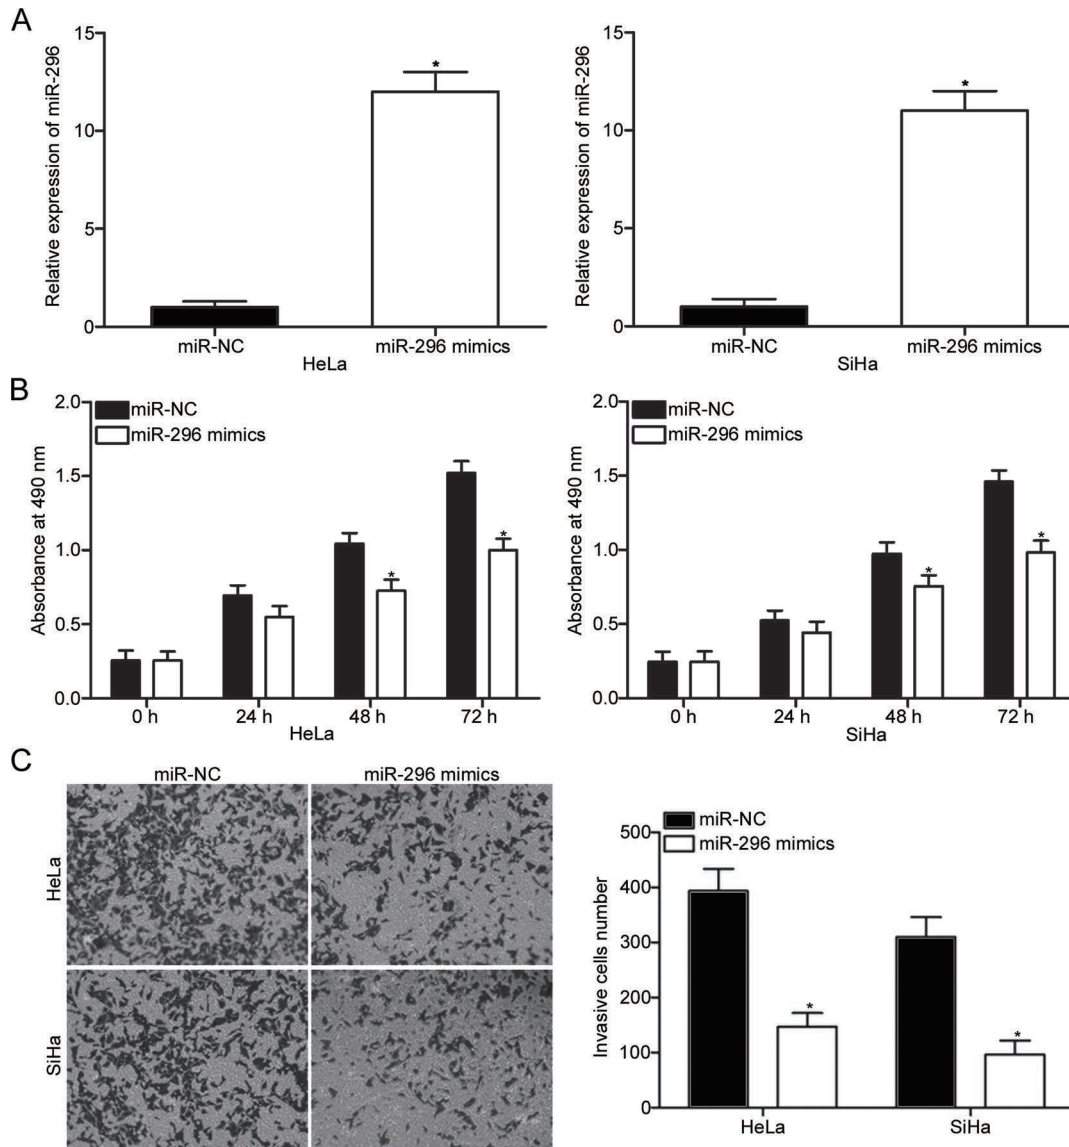 A
Relative expression of miR-296
15
10
5
0
*
miR-NC
miR-296 mimics
HeLa
Relative expression of miR-296
15
10
5
0
*
miR-NC
miR-296 mimics
SiHa
B
Absorbance at 490 nm
2.0
1.5
1.0
0.5
0.0
miR-NC
miR-296 mimics
*
*
0 h
24 h
48 h
72 h
HeLa
Absorbance at 490 nm
2.0
1.5
1.0
0.5
0.0
miR-NC
miR-296 mimics
*
*
0 h
24 h
48 h
72 h
SiHa
C
miR-NC
miR-296 mimics
HeLa
SiHa
Invasive cells number
500
400
300
200
100
0
miR-NC
miR-296 mimics
*
*
HeLa
SiHa